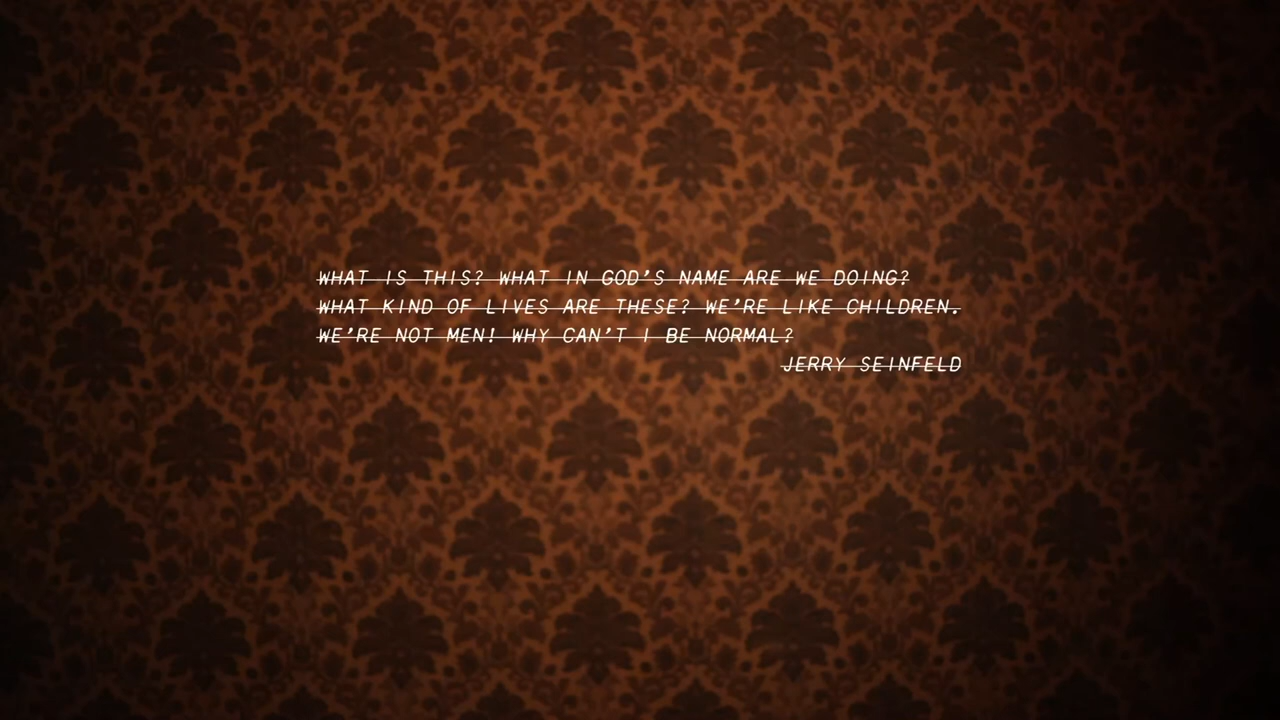 WHAT IS THIS? WHAT IN GOD'S NAME ARE WE DOING?
WHAT KIND OF LIVES ARE THESE? WE'RE LIKE CHILDREN.
WE'RE NOT MEN! WHY CAN'T I BE NORMAL?
JERRY SEINFELD